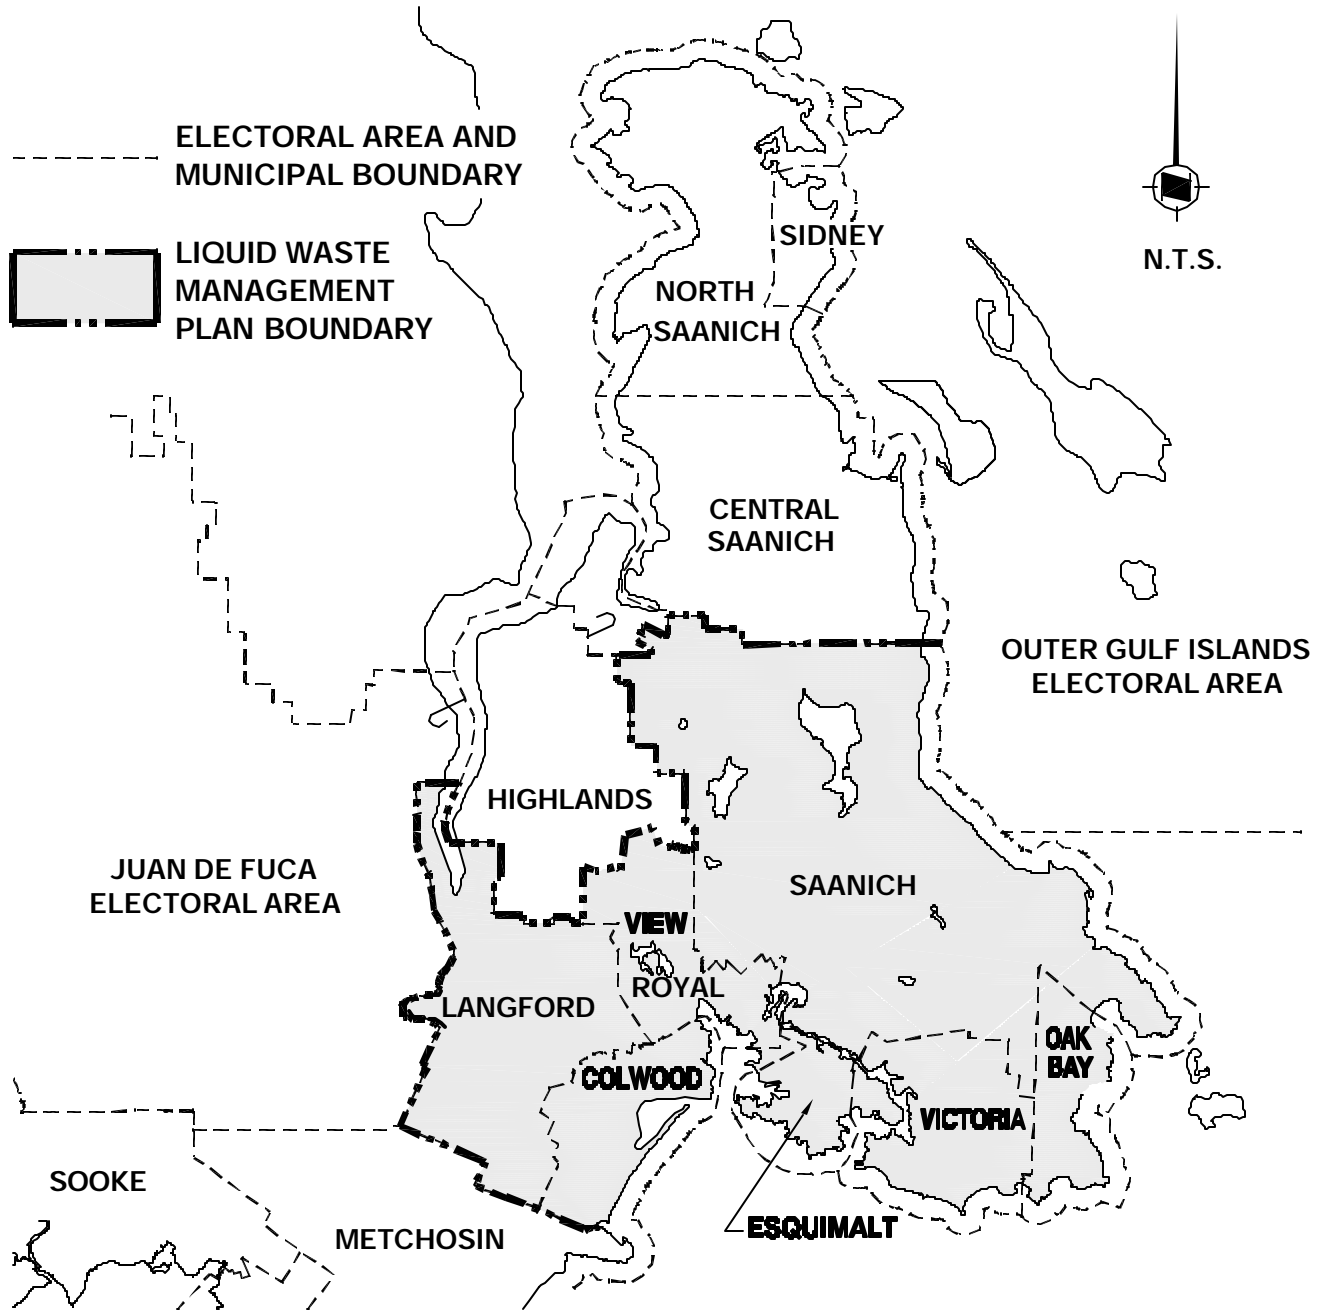 ELECTORAL AREA AND
MUNICIPAL BOUNDARY
LIQUID WASTE
MANAGEMENT
PLAN BOUNDARY
N.T.S.
SIDNEY
NORTH
SAANICH
CENTRAL
SAANICH
OUTER GULF ISLANDS
ELECTORAL AREA
HIGHLANDS
JUAN DE FUCA
ELECTORAL AREA
SAANICH
VIEW
ROYAL
LANGFORD
OAK
BAY
COLWOOD
VICTORIA
SOOKE
METCHOSIN
ESQUIMALT